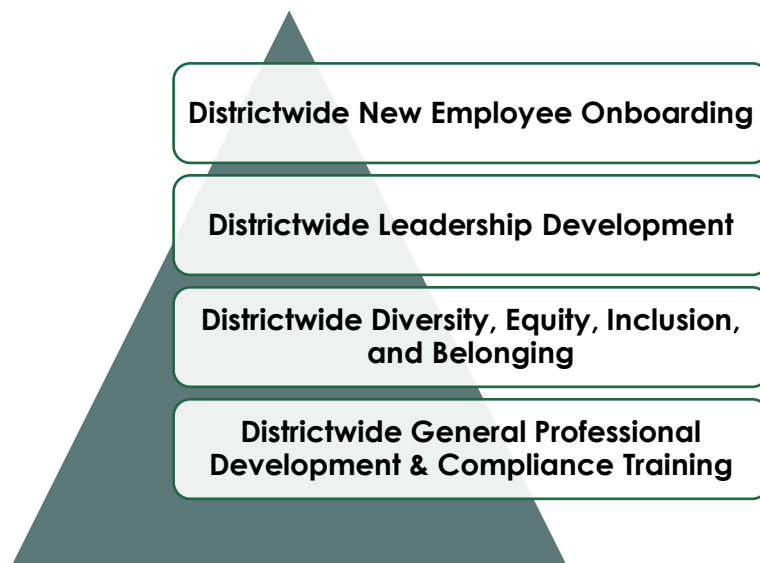 Districtwide New Employee Onboarding
Districtwide Leadership Development
Districtwide Diversity, Equity, Inclusion,
and Belonging
Districtwide General Professional
Development & Compliance Training